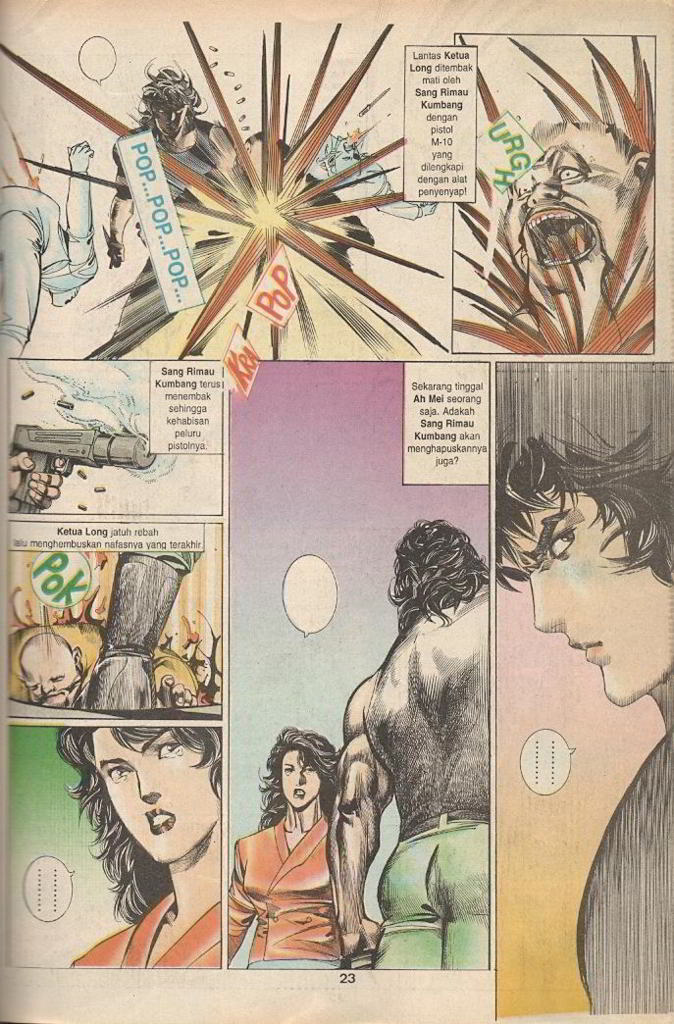 Lantas Ketua
Long ditembak
mati oleh
Sang Rimau
Kumbang
dengan
pistol
M-10
yang
dilengkapi
dengan alat
penyenyap!
URGH
POP...POP...POP...
POP
KRA
Sang Rimau
Kumbang terus
menembak
sehingga
kehabisan
peluru
pistolnya.
Ketua Long jatuh rebah
lalu menghembuskan nafasnya yang terakhir.
POK
Sekarang tinggal
Ah Mei seorang
saja. Adakah
Sang Rimau
Kumbang akan
menghapuskannya
juga?
........
........
........
........
23